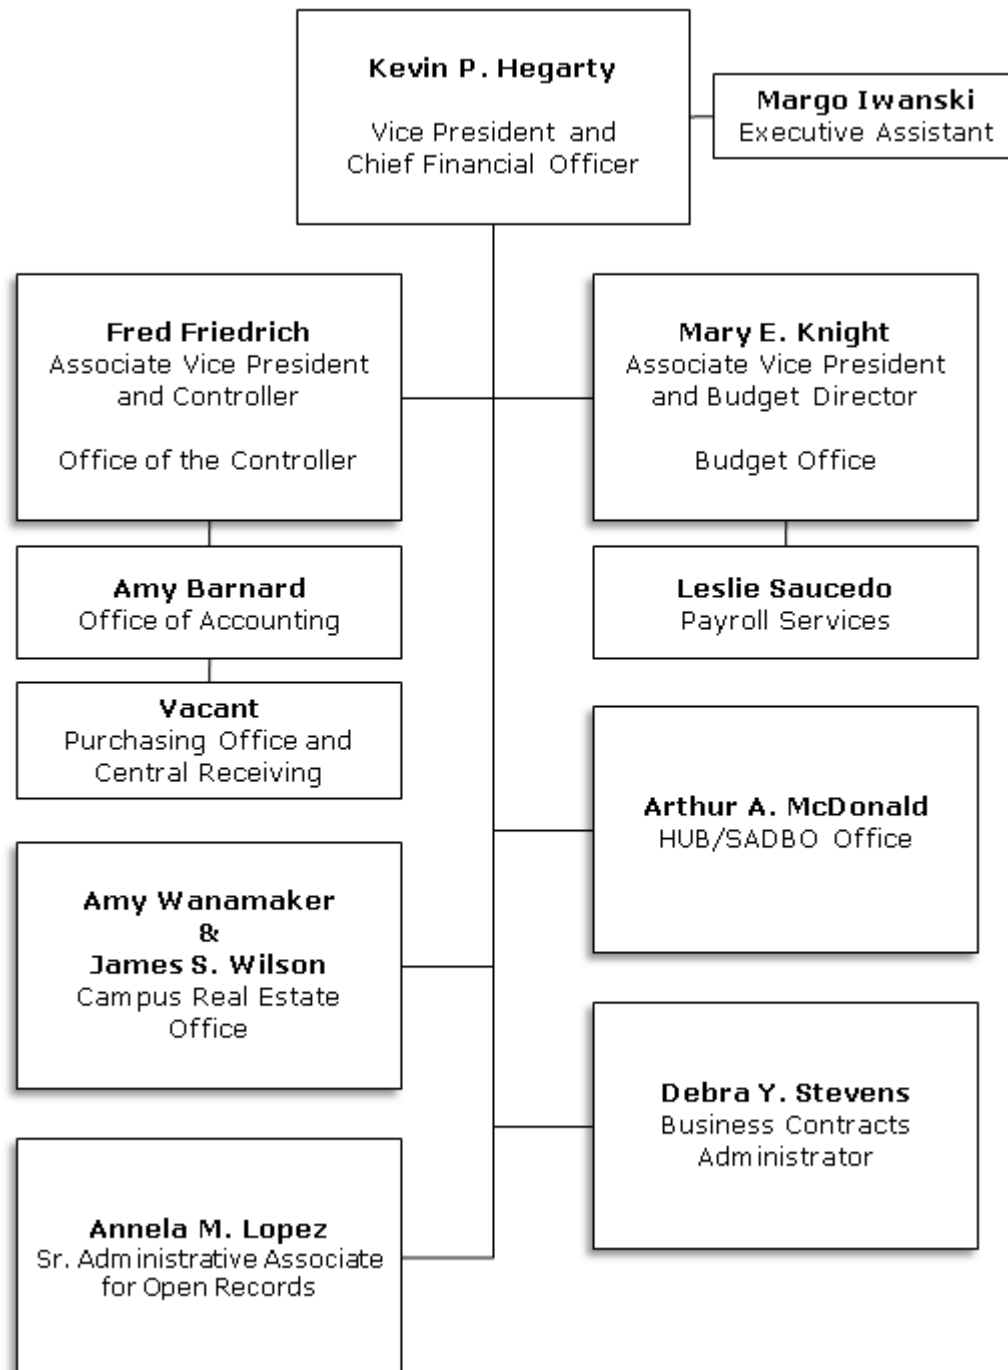 Kevin P. Hegarty
Vice President and
Chief Financial Officer
Margo Iwanski
Executive Assistant
Fred Friedrich
Associate Vice President
and Controller
Office of the Controller
Mary E. Knight
Associate Vice President
and Budget Director
Budget Office
Amy Barnard
Office of Accounting
Leslie Saucedo
Payroll Services
Vacant
Purchasing Office and
Central Receiving
Arthur A. McDonald
HUB/SADBO Office
Amy Wanamaker
&
James S. Wilson
Campus Real Estate
Office
Debra Y. Stevens
Business Contracts
Administrator
Annela M. Lopez
Sr. Administrative Associate
for Open Records